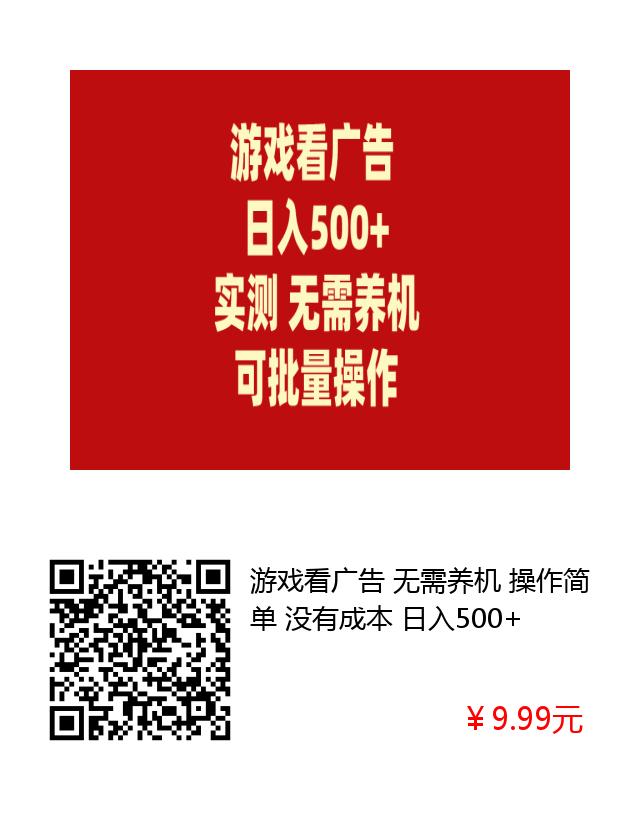 游戏看广告
日入500+
实测 无需养机
可批量操作
游戏看广告 无需养机 操作简
单 没有成本 日入500+
¥9.99元